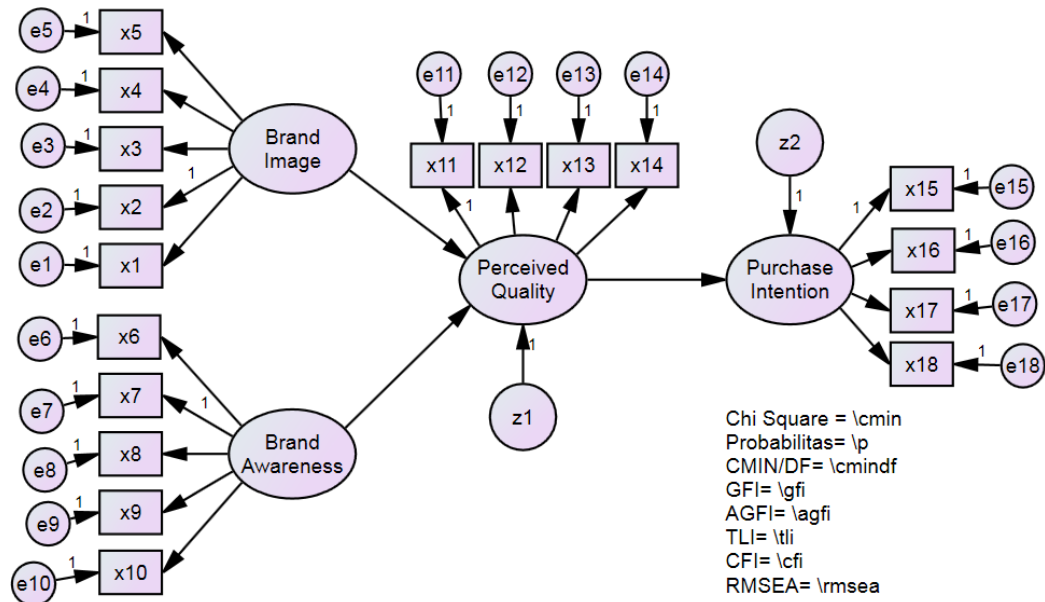 e5 1 x5
e4 1 x4
e3 1 x3
e2 1 x2 1
e1 1 x1
Brand
Image
e11 e12 e13 e14
1 1 1 1
x11 x12 x13 x14
1
z2
1
Perceived
Quality
1
z1
Purchase
Intention
1 x15 1 e15
x16 1 e16
x17 1 e17
x18 1 e18
e6 1 x6
e7 1 x7 1
e8 1 x8
e9 1 x9
e10 1 x10
Brand
Awareness
Chi Square = \cmin
Probabilitas= \p
CMIN/DF= \cmindf
GFI= \gfi
AGFI= \agfi
TLI= \tli
CFI= \cfi
RMSEA= \rmsea